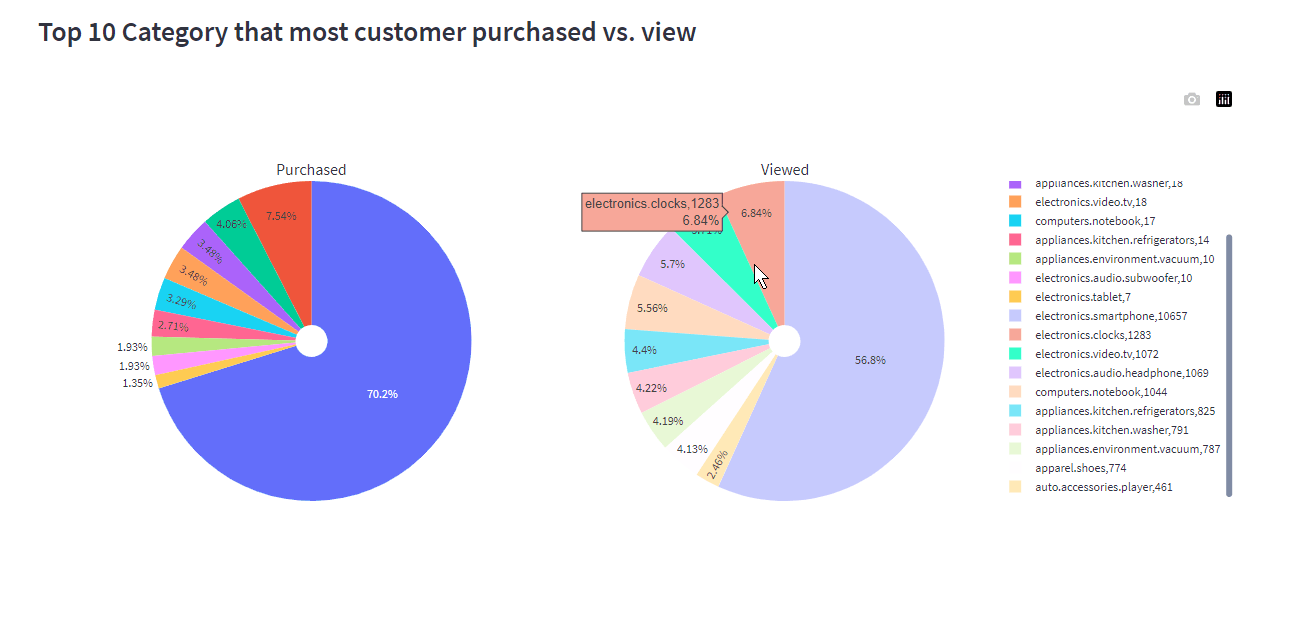 Top 10 Category that most customer purchased vs. view
Purchased
7.54%
4.06%
3.48%
3.48%
3.29%
2.71%
1.93%
1.93%
1.35%
70.2%
Viewed
electronics.clocks,1283
6.84%
6.84%
5.71%
5.7%
5.56%
4.4%
4.22%
4.19%
4.13%
2.46%
56.8%
appliances.kitchen.washer,18
electronics.video.tv,18
computers.notebook,17
appliances.kitchen.refrigerators,14
appliances.environment.vacuum,10
electronics.audio.subwoofer,10
electronics.tablet,7
electronics.smartphone,10657
electronics.clocks,1283
electronics.video.tv,1072
electronics.audio.headphone,1069
computers.notebook,1044
appliances.kitchen.refrigerators,825
appliances.kitchen.washer,791
appliances.environment.vacuum,787
apparel.shoes,774
auto.accessories.player,461